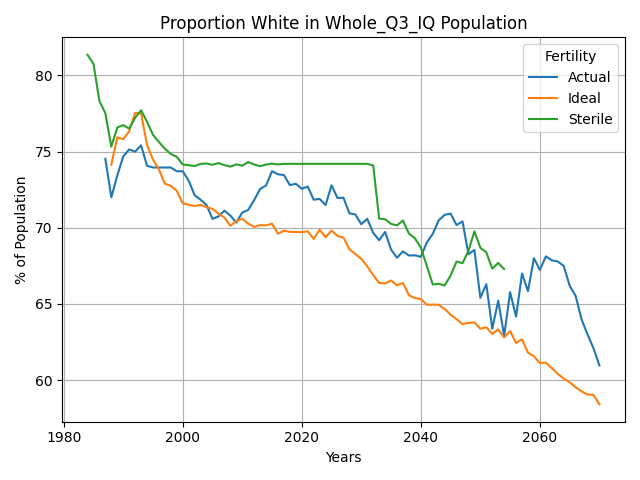 Proportion White in Whole_Q3_IQ Population
Fertility
Actual
Ideal
Sterile
% of Population
80
75
70
65
60
1980
2000
2020
2040
2060
Years